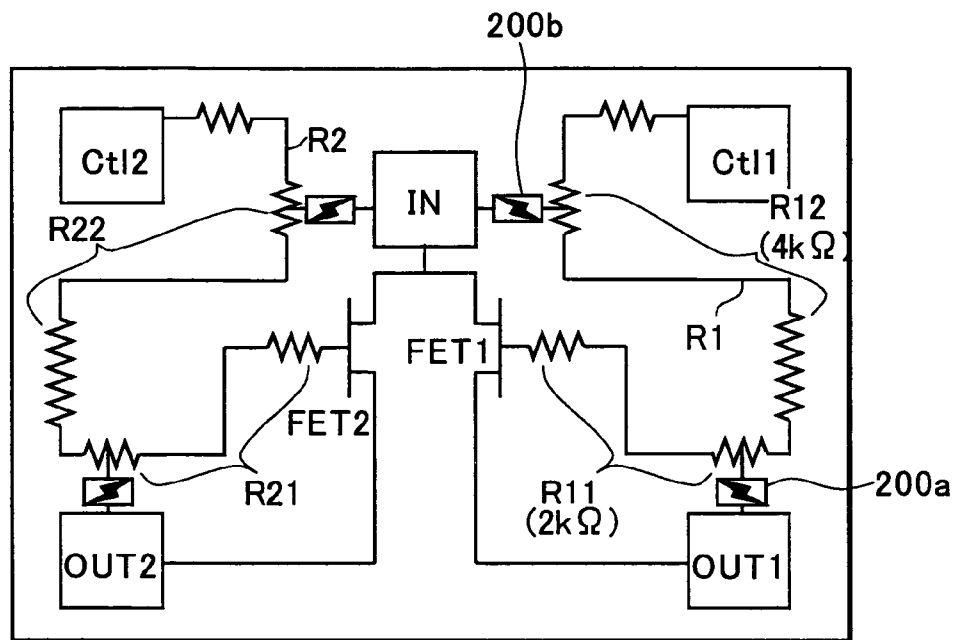 200b
Ctl2
R2
IN
Ctl1
R22
R12
(4kΩ)
R1
FET1
FET2
R21
R11
(2kΩ)
200a
OUT2
OUT1